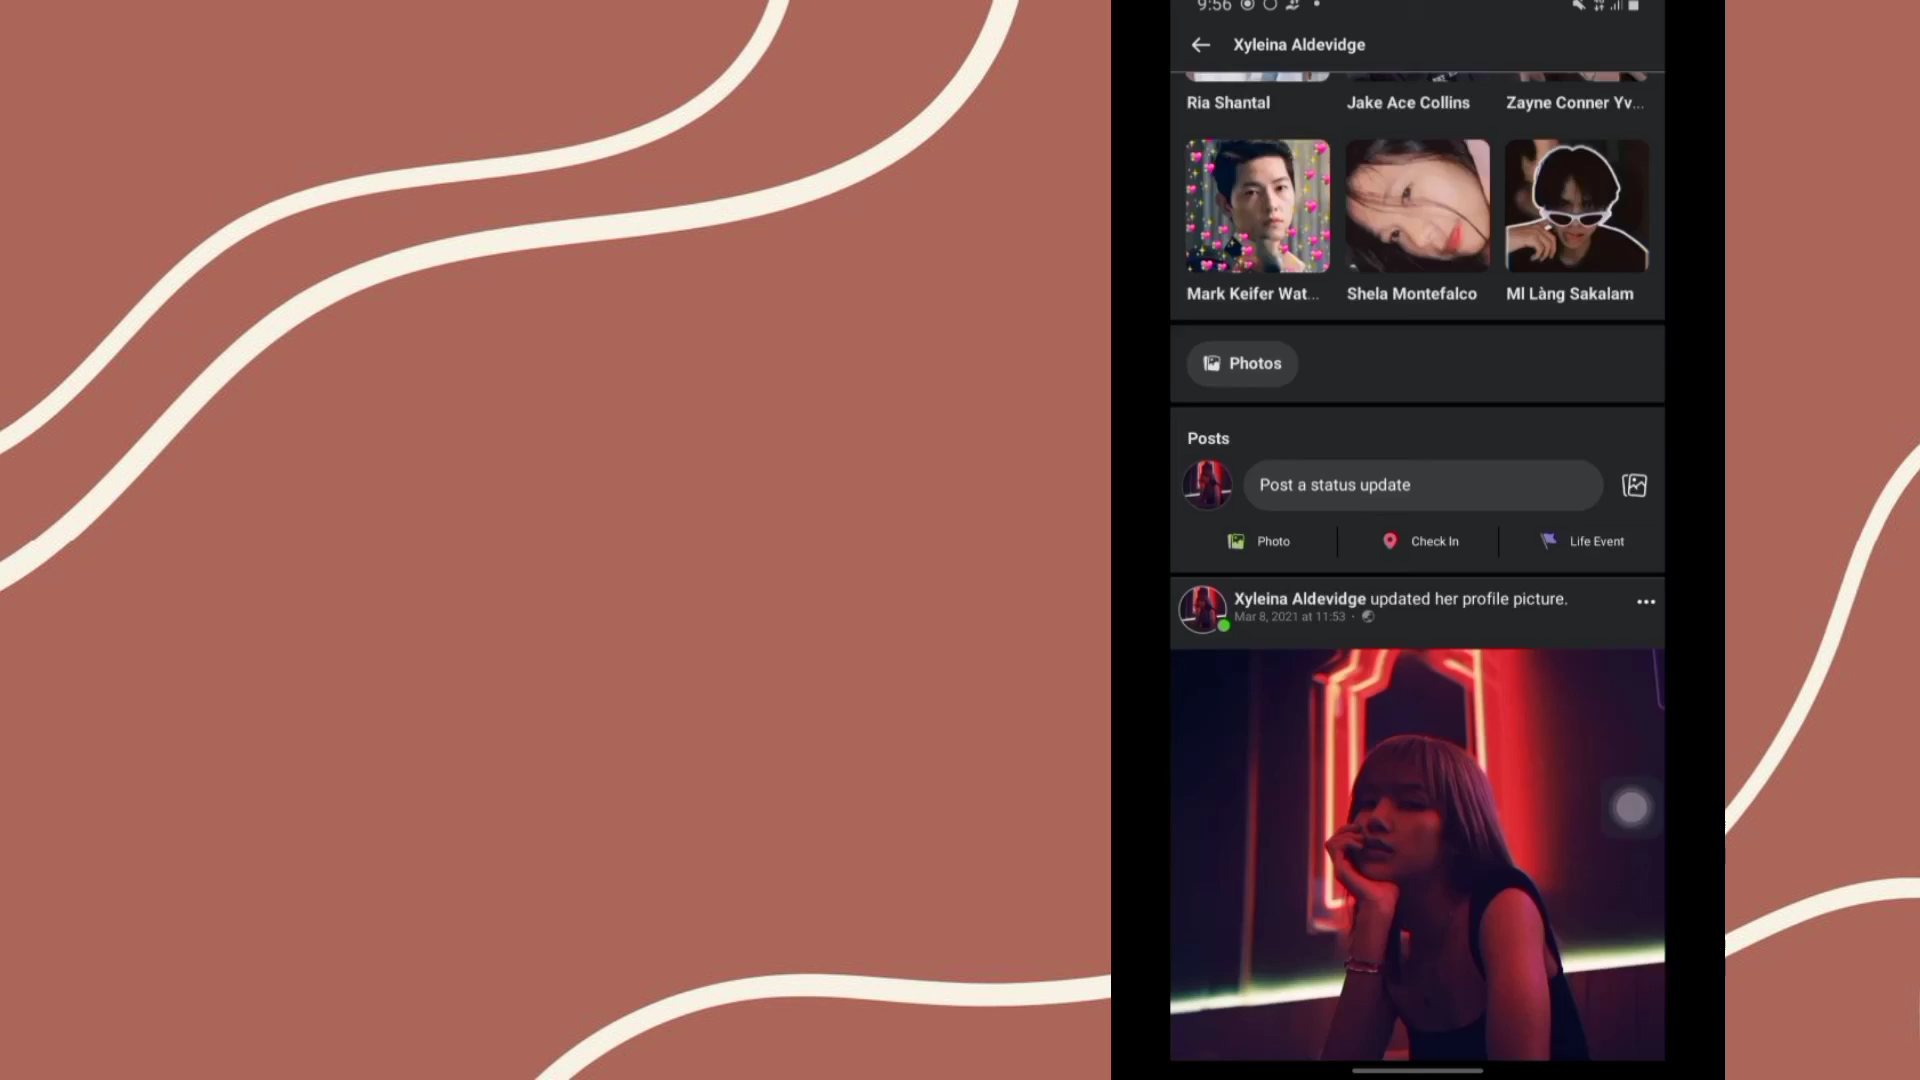 9:56
Xyleina Aldevidge
Ria Shantal
Jake Ace Collins
Zayne Conner Yv...
Mark Keifer Wat...
Shela Montefalco
Ml Làng Sakalam
Photos
Posts
Post a status update
Photo
Check In
Life Event
Xyleina Aldevidge updated her profile picture.
Mar 8, 2021 at 11:53 ·